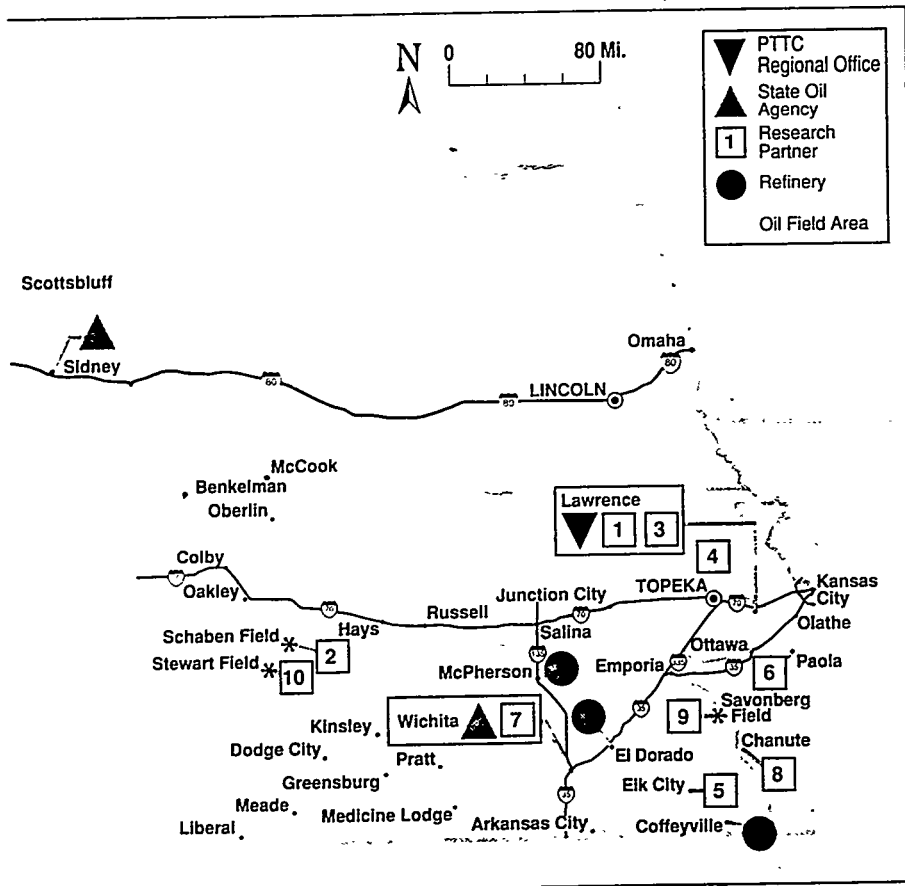 N
0 80 Mi.
PTTC
Regional Office
State Oil
Agency
1 Research
Partner
Refinery
Oil Field Area
Scottsbluff
Sidney
80
80
Omaha
80
LINCOLN
McCook
Benkelman
Oberlin
Lawrence
1 3
4
Colby
Oakley
70
Hays
Russell
Junction City
70
TOPEKA
70
Kansas
City
Olathe
Salina
135
Schaben Field
2
Stewart Field
10
McPherson
Emporia
335
Ottawa
35
6
Paola
9
Savonberg
Field
35
Kinsley
Wichita 7
Dodge City
Pratt
Greensburg
El Dorado
Chanute
8
Elk City
5
Meade
Medicine Lodge
35
Liberal
Arkansas City
Coffeyville